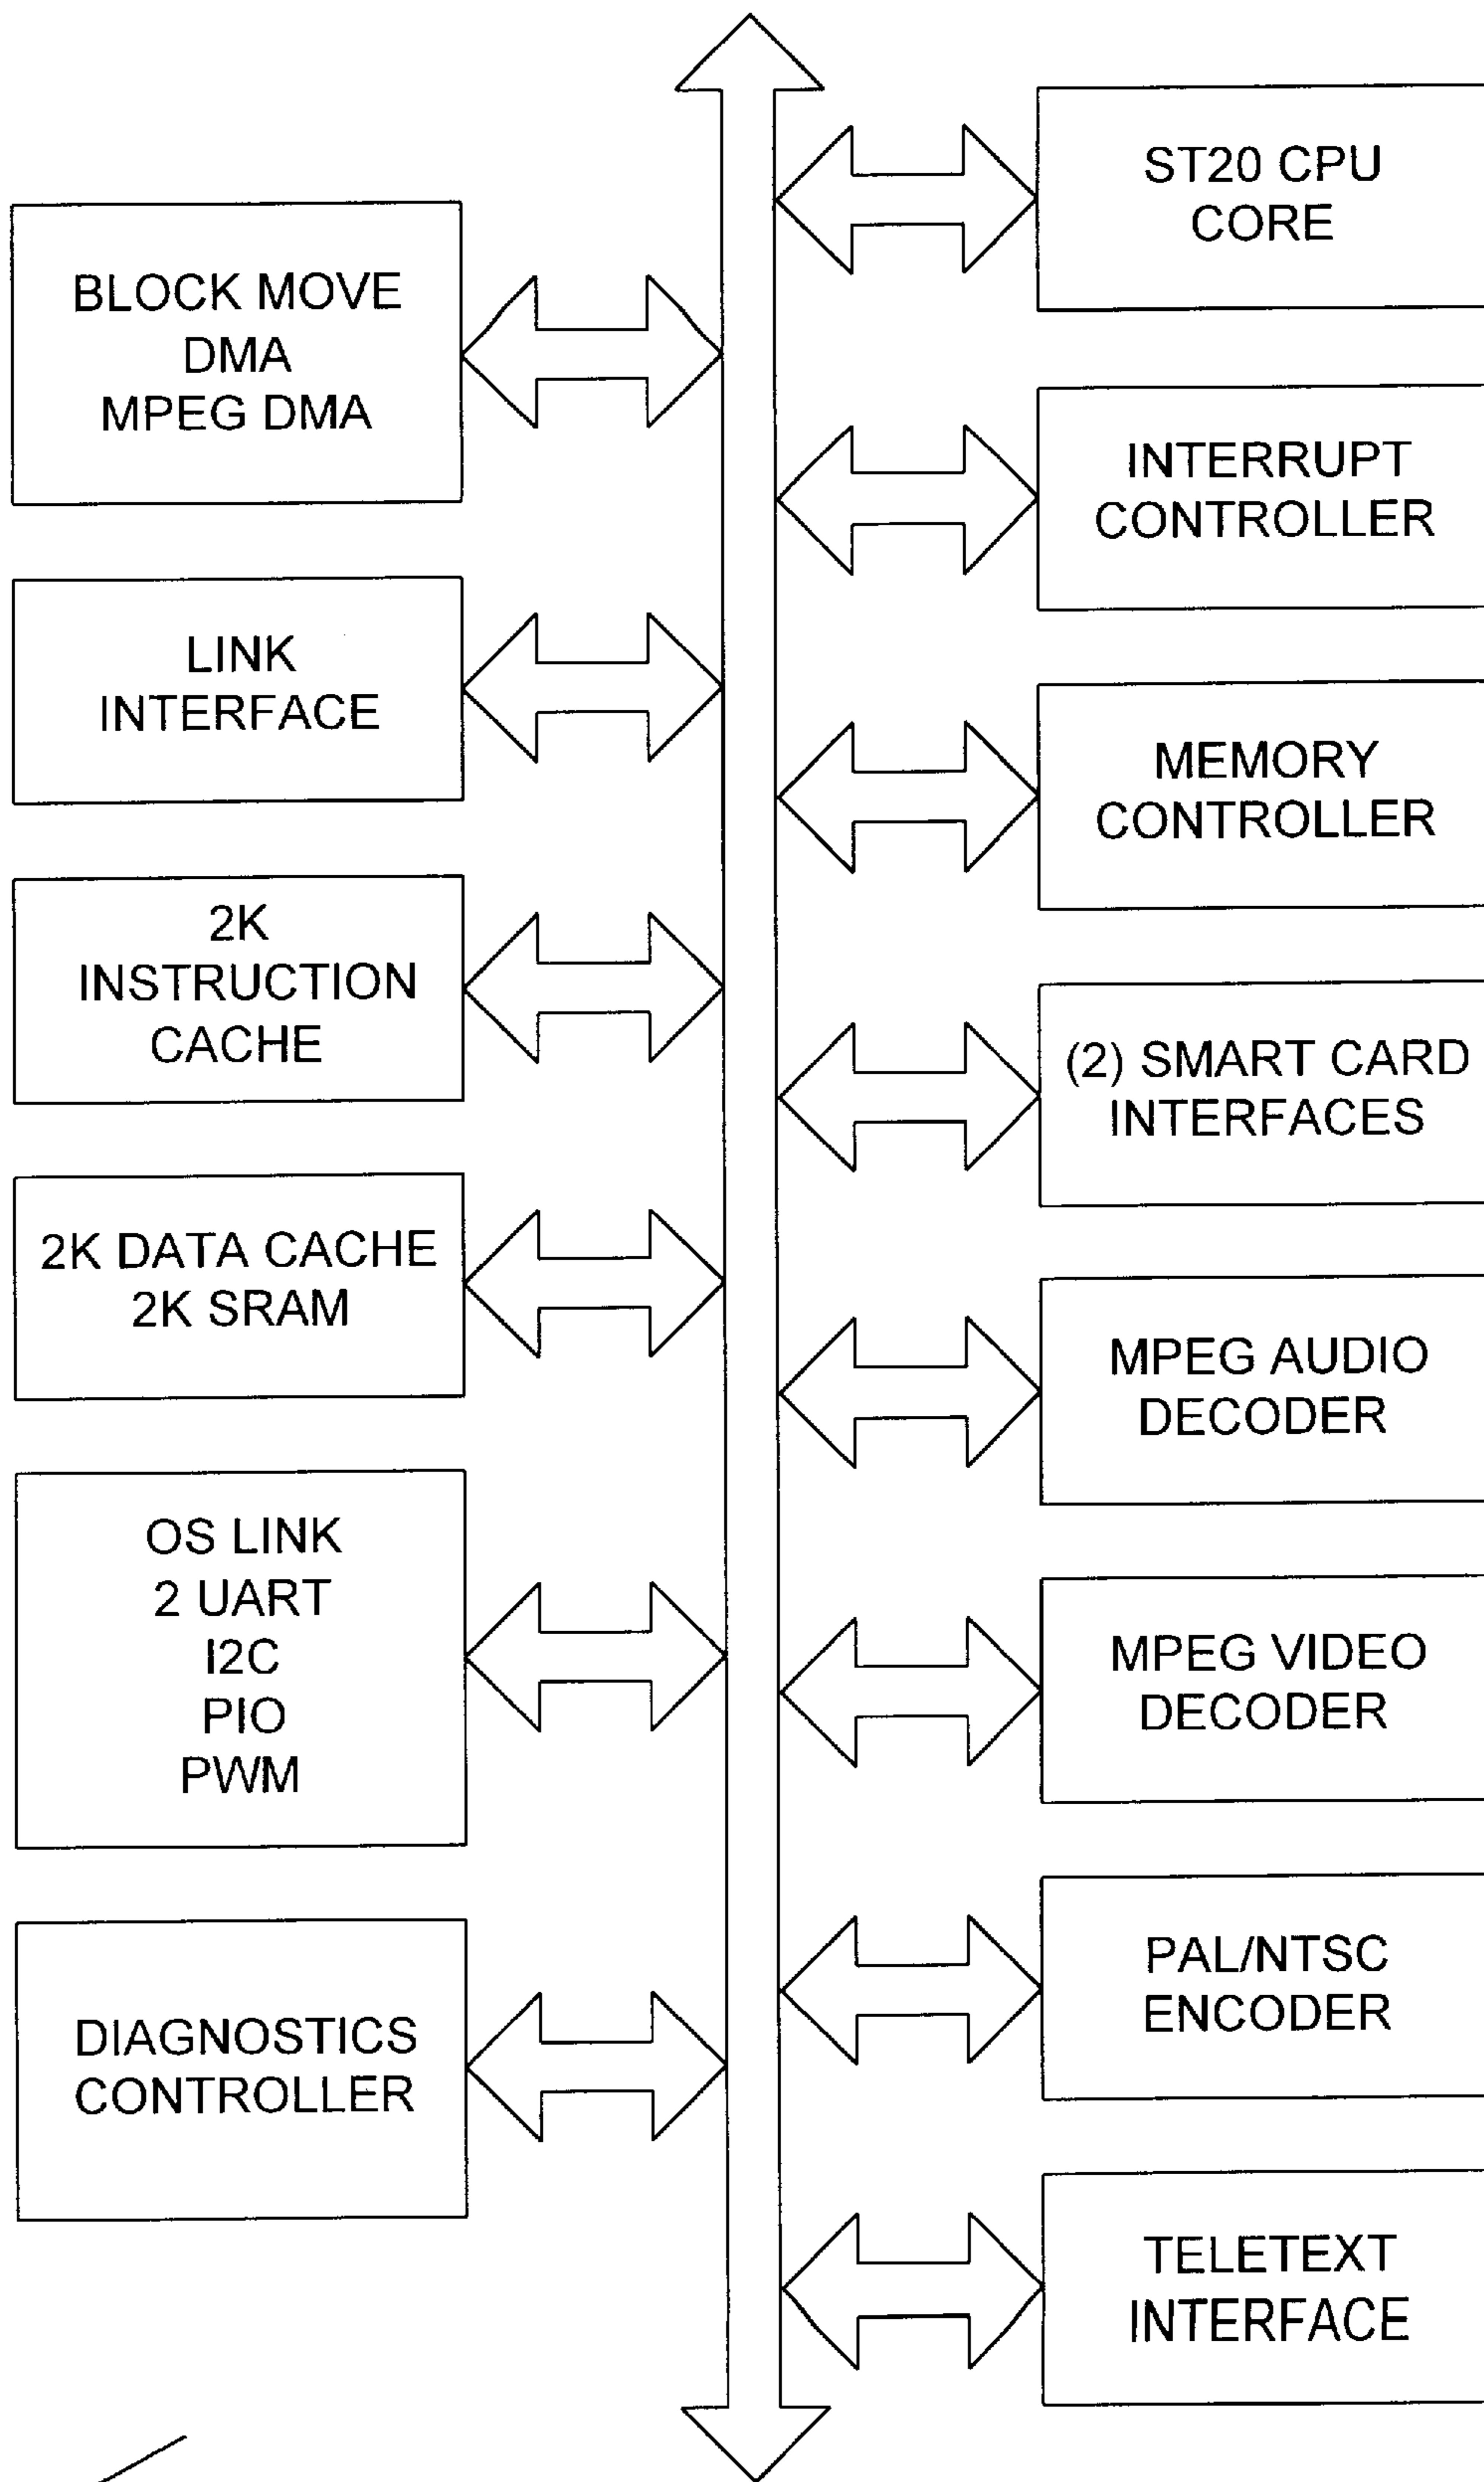 BLOCK MOVE
DMA
MPEG DMA
LINK
INTERFACE
2K
INSTRUCTION
CACHE
2K DATA CACHE
2K SRAM
OS LINK
2 UART
I2C
PIO
PWM
DIAGNOSTICS
CONTROLLER
ST20 CPU
CORE
INTERRUPT
CONTROLLER
MEMORY
CONTROLLER
(2) SMART CARD
INTERFACES
MPEG AUDIO
DECODER
MPEG VIDEO
DECODER
PAL/NTSC
ENCODER
TELETEXT
INTERFACE